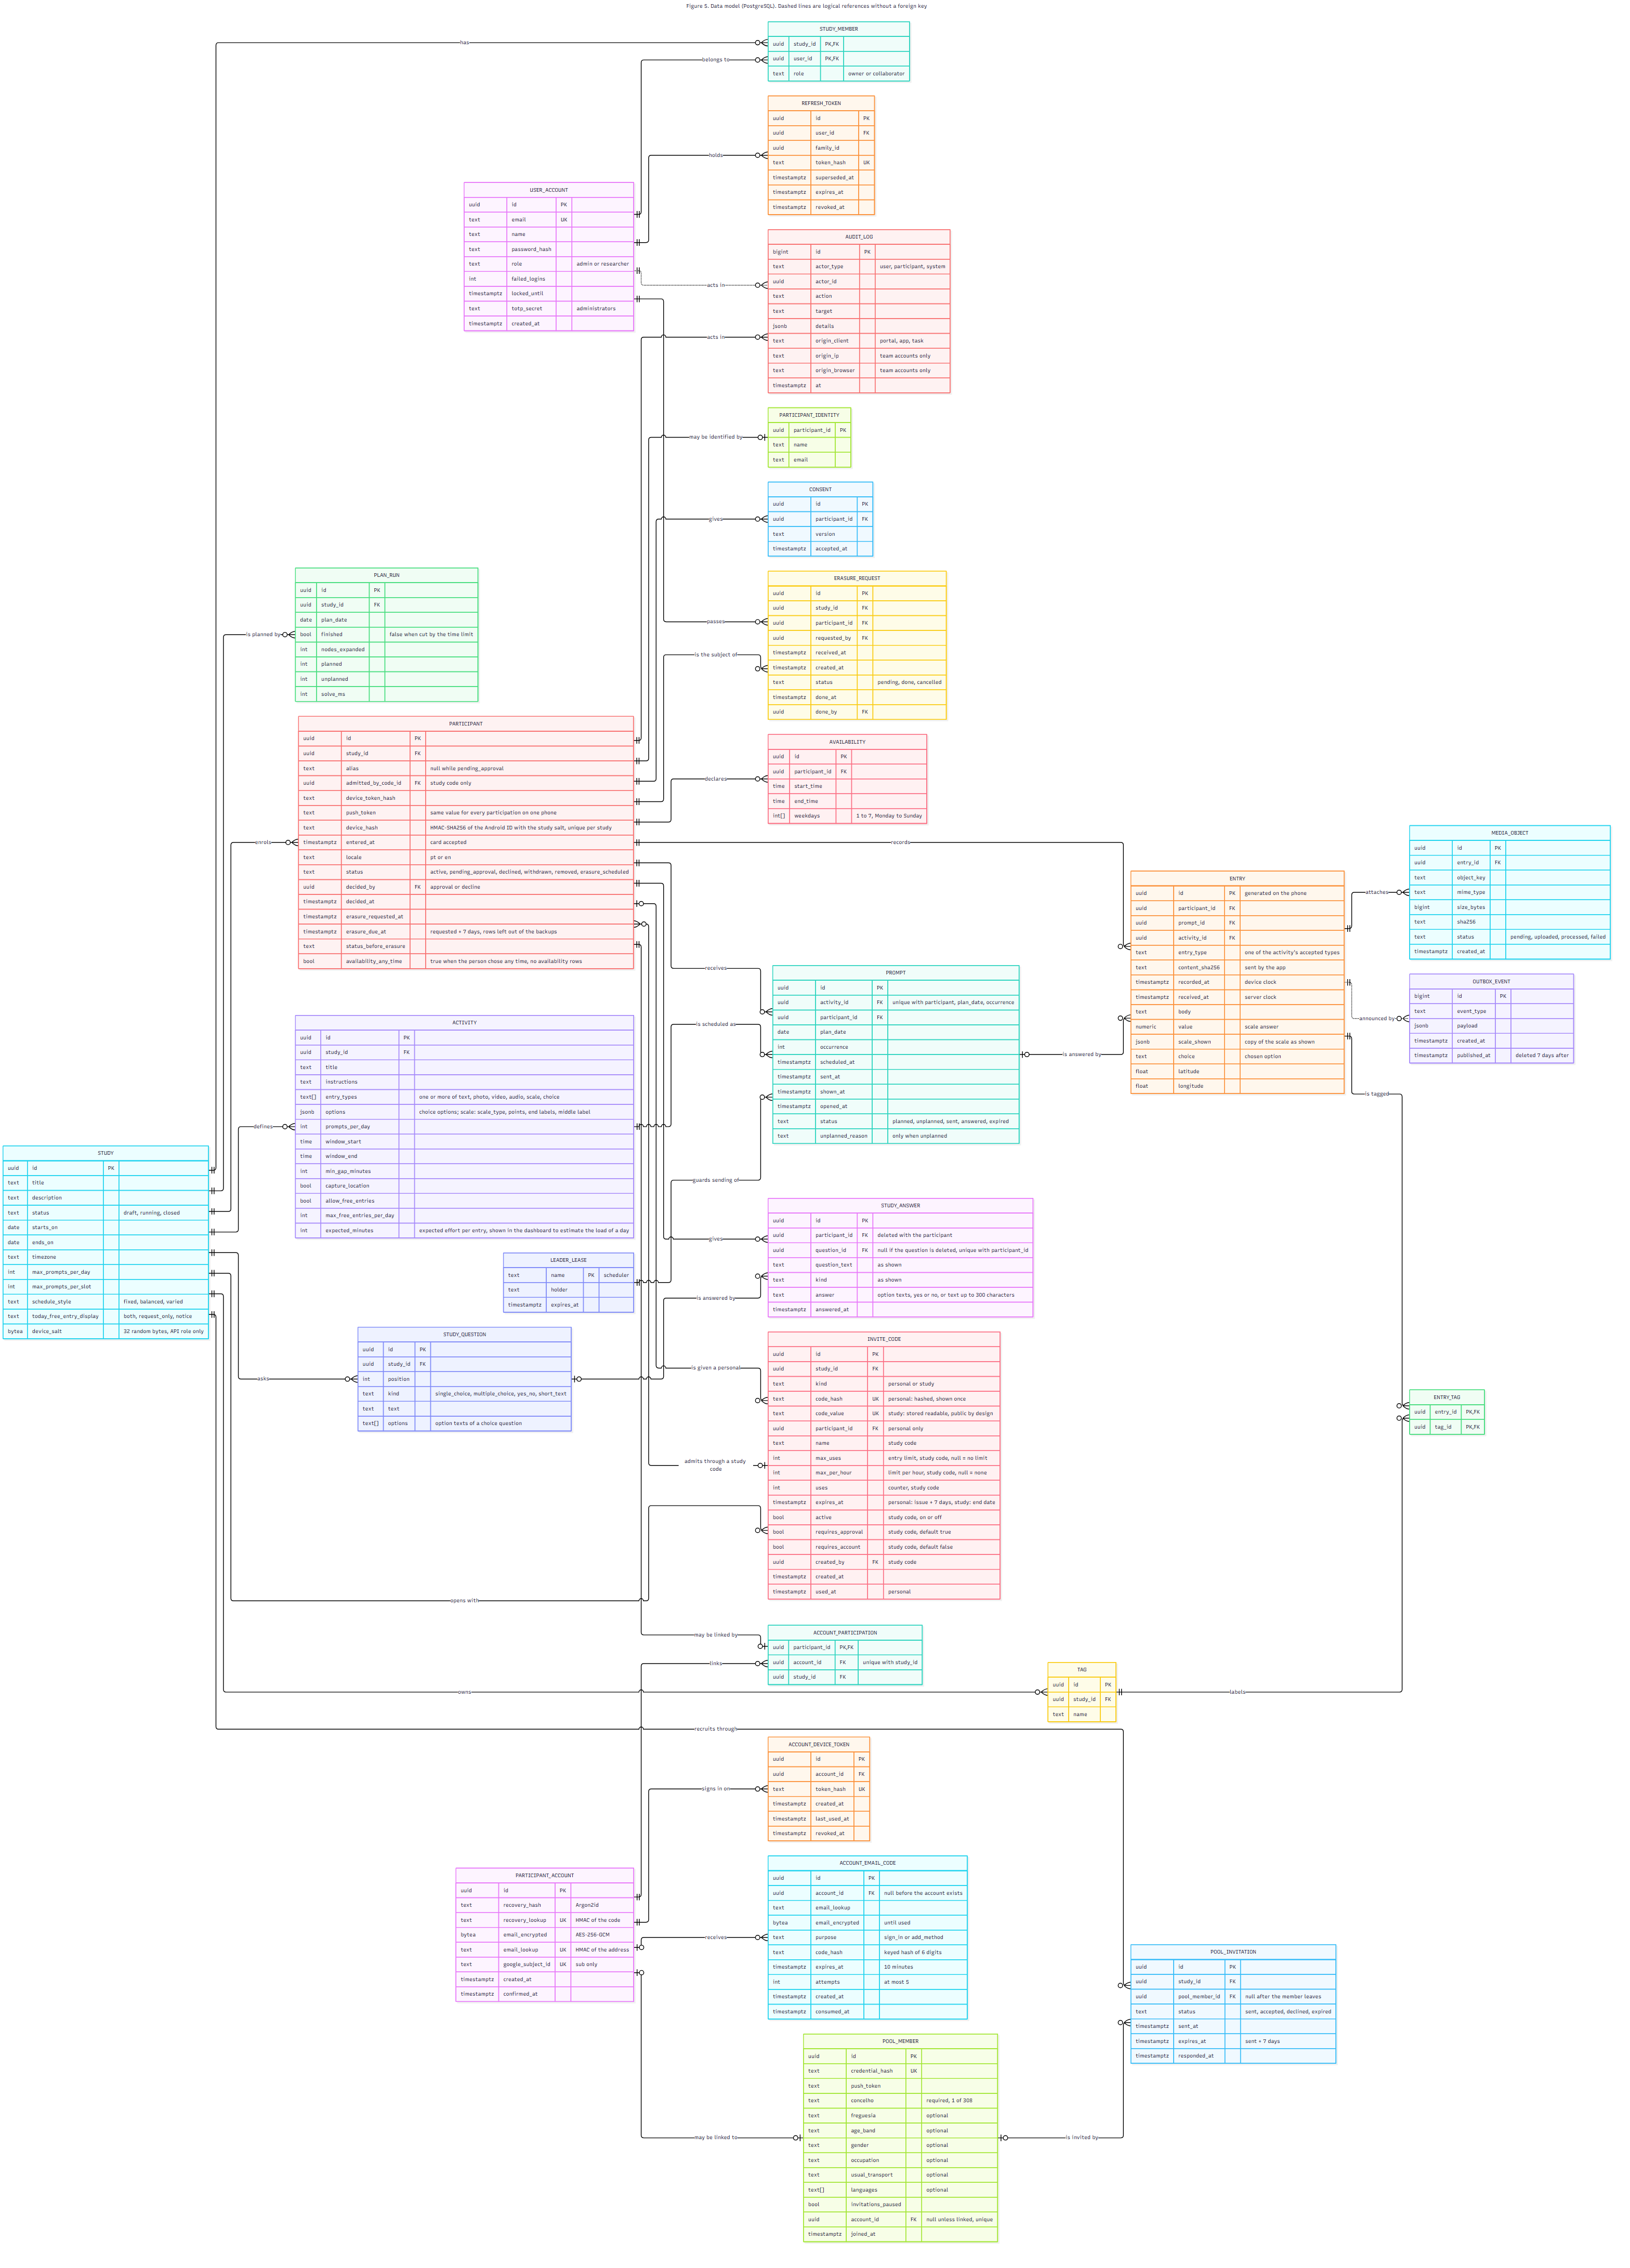 Figure 5. Data model (PostgreSQL). Dashed lines are logical references without a foreign key
STUDY_MEMBER
uuid study_id PK,FK
uuid user_id PK,FK
text role owner or collaborator
has
belongs to
REFRESH_TOKEN
uuid id PK
uuid user_id FK
uuid family_id
text token_hash UK
timestamptz superseded_at
timestamptz expires_at
timestamptz revoked_at
holds
USER_ACCOUNT
uuid id PK
text email UK
text name
text password_hash
text role admin or researcher
int failed_logins
timestamptz locked_until
text totp_secret administrators
timestamptz created_at
AUDIT_LOG
bigint id PK
text actor_type user, participant, system
uuid actor_id
text action
text target
jsonb details
text origin_client portal, app, task
text origin_ip team accounts only
text origin_browser team accounts only
timestamptz at
acts in
acts in
PARTICIPANT_IDENTITY
uuid participant_id PK
text name
text email
may be identified by
CONSENT
uuid id PK
uuid participant_id FK
text version
timestamptz accepted_at
gives
PLAN_RUN
uuid id PK
uuid study_id FK
date plan_date
bool finished false when cut by the time limit
int nodes_expanded
int planned
int unplanned
int solve_ms
is planned by
ERASURE_REQUEST
uuid id PK
uuid study_id FK
uuid participant_id FK
uuid requested_by FK
timestamptz received_at
timestamptz created_at
text status pending, done, cancelled
timestamptz done_at
uuid done_by FK
passes
is the subject of
PARTICIPANT
uuid id PK
uuid study_id FK
text alias null while pending_approval
uuid admitted_by_code_id FK study code only
text device_token_hash
text push_token same value for every participation on one phone
text device_hash HMAC-SHA256 of the Android ID with the study salt, unique per study
timestamptz entered_at card accepted
text locale pt or en
text status active, pending_approval, declined, withdrawn, removed, erasure_scheduled
uuid decided_by FK approval or decline
timestamptz decided_at
timestamptz erasure_requested_at
timestamptz erasure_due_at requested + 7 days, rows left out of the backups
text status_before_erasure
bool availability_any_time true when the person chose any time, no availability rows
enrols
AVAILABILITY
uuid id PK
uuid participant_id FK
time start_time
time end_time
int[] weekdays 1 to 7, Monday to Sunday
declares
records
MEDIA_OBJECT
uuid id PK
uuid entry_id FK
text object_key
text mime_type
bigint size_bytes
text sha256
text status pending, uploaded, processed, failed
timestamptz created_at
attaches
ENTRY
uuid id PK generated on the phone
uuid participant_id FK
uuid prompt_id FK
uuid activity_id FK
text entry_type one of the activity's accepted types
text content_sha256 sent by the app
timestamptz recorded_at device clock
timestamptz received_at server clock
text body
numeric value scale answer
jsonb scale_shown copy of the scale as shown
text choice chosen option
float latitude
float longitude
OUTBOX_EVENT
bigint id PK
text event_type
jsonb payload
timestamptz created_at
timestamptz published_at deleted 7 days after
announced by
is tagged
PROMPT
uuid id PK
uuid activity_id FK unique with participant, plan_date, occurrence
uuid participant_id FK
date plan_date
int occurrence
timestamptz scheduled_at
timestamptz sent_at
timestamptz shown_at
timestamptz opened_at
text status planned, unplanned, sent, answered, expired
text unplanned_reason only when unplanned
receives
is scheduled as
is answered by
guards sending of
ACTIVITY
uuid id PK
uuid study_id FK
text title
text instructions
text[] entry_types one or more of text, photo, video, audio, scale, choice
jsonb options choice options; scale: scale_type, points, end labels, middle label
int prompts_per_day
time window_start
time window_end
int min_gap_minutes
bool capture_location
bool allow_free_entries
int max_free_entries_per_day
int expected_minutes expected effort per entry, shown in the dashboard to estimate the load of a day
defines
STUDY
uuid id PK
text title
text description
text status draft, running, closed
date starts_on
date ends_on
text timezone
int max_prompts_per_day
int max_prompts_per_slot
text schedule_style fixed, balanced, varied
text today_free_entry_display both, request_only, notice
bytea device_salt 32 random bytes, API role only
STUDY_ANSWER
uuid id PK
uuid participant_id FK deleted with the participant
uuid question_id FK null if the question is deleted, unique with participant_id
text question_text as shown
text kind as shown
text answer option texts, yes or no, or text up to 300 characters
timestamptz answered_at
gives
is answered by
LEADER_LEASE
text name PK scheduler
text holder
timestamptz expires_at
STUDY_QUESTION
uuid id PK
uuid study_id FK
int position
text kind single_choice, multiple_choice, yes_no, short_text
text text
text[] options option texts of a choice question
asks
INVITE_CODE
uuid id PK
uuid study_id FK
text kind personal or study
text code_hash UK personal: hashed, shown once
text code_value UK study: stored readable, public by design
uuid participant_id FK personal only
text name study code
int max_uses entry limit, study code, null = no limit
int max_per_hour limit per hour, study code, null = none
int uses counter, study code
timestamptz expires_at personal: issue + 7 days, study: end date
bool active study code, on or off
bool requires_approval study code, default true
bool requires_account study code, default false
uuid created_by FK study code
timestamptz created_at
timestamptz used_at personal
is given a personal
admits through a study
code
opens with
ENTRY_TAG
uuid entry_id PK,FK
uuid tag_id PK,FK
ACCOUNT_PARTICIPATION
uuid participant_id PK,FK
uuid account_id FK unique with study_id
uuid study_id FK
may be linked by
links
TAG
uuid id PK
uuid study_id FK
text name
owns
labels
recruits through
ACCOUNT_DEVICE_TOKEN
uuid id PK
uuid account_id FK
text token_hash UK
timestamptz created_at
timestamptz last_used_at
timestamptz revoked_at
signs in on
PARTICIPANT_ACCOUNT
uuid id PK
text recovery_hash Argon2id
text recovery_lookup UK HMAC of the code
bytea email_encrypted AES-256-GCM
text email_lookup UK HMAC of the address
text google_subject_id UK sub only
timestamptz created_at
timestamptz confirmed_at
ACCOUNT_EMAIL_CODE
uuid id PK
uuid account_id FK null before the account exists
text email_lookup
bytea email_encrypted until used
text purpose sign_in or add_method
text code_hash keyed hash of 6 digits
timestamptz expires_at 10 minutes
int attempts at most 5
timestamptz created_at
timestamptz consumed_at
receives
POOL_INVITATION
uuid id PK
uuid study_id FK
uuid pool_member_id FK null after the member leaves
text status sent, accepted, declined, expired
timestamptz sent_at
timestamptz expires_at sent + 7 days
timestamptz responded_at
POOL_MEMBER
uuid id PK
text credential_hash UK
text push_token
text concelho required, 1 of 308
text freguesia optional
text age_band optional
text gender optional
text occupation optional
text usual_transport optional
text[] languages optional
bool invitations_paused
uuid account_id FK null unless linked, unique
timestamptz joined_at
may be linked to
is invited by